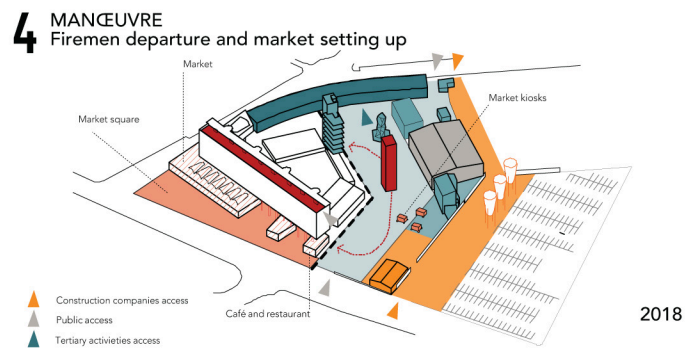 4 MANŒUVRE
Firemen departure and market setting up
Market
Market kiosks
Market square
Café and restaurant
Construction companies access
Public access
Tertiary activieties access
2018